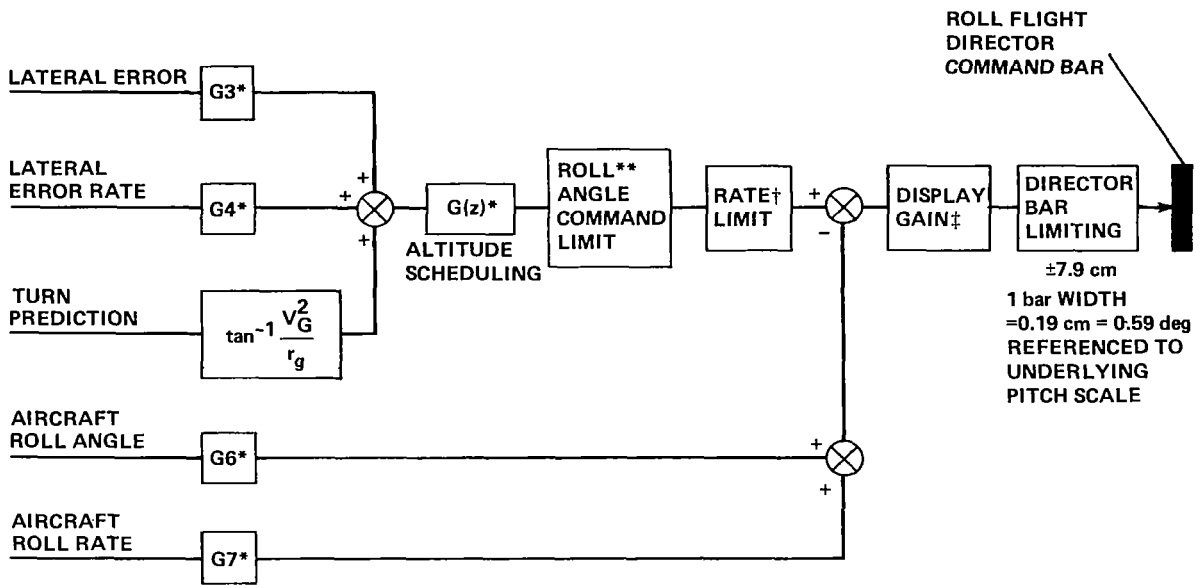 ROLL FLIGHT
DIRECTOR
COMMAND BAR
LATERAL ERROR
G3*
+
LATERAL
ERROR RATE
G4*
+
+
G(z)*
ALTITUDE
SCHEDULING
ROLL**
ANGLE
COMMAND
LIMIT
RATE†
LIMIT
+
−
DISPLAY
GAIN‡
DIRECTOR
BAR
LIMITING
±7.9 cm
1 bar WIDTH
=0.19 cm = 0.59 deg
REFERENCED TO
UNDERLYING
PITCH SCALE
TURN
PREDICTION
tan⁻¹ V_G² / r_g
AIRCRAFT
ROLL ANGLE
G6*
+
+
AIRCRAFT
ROLL RATE
G7*